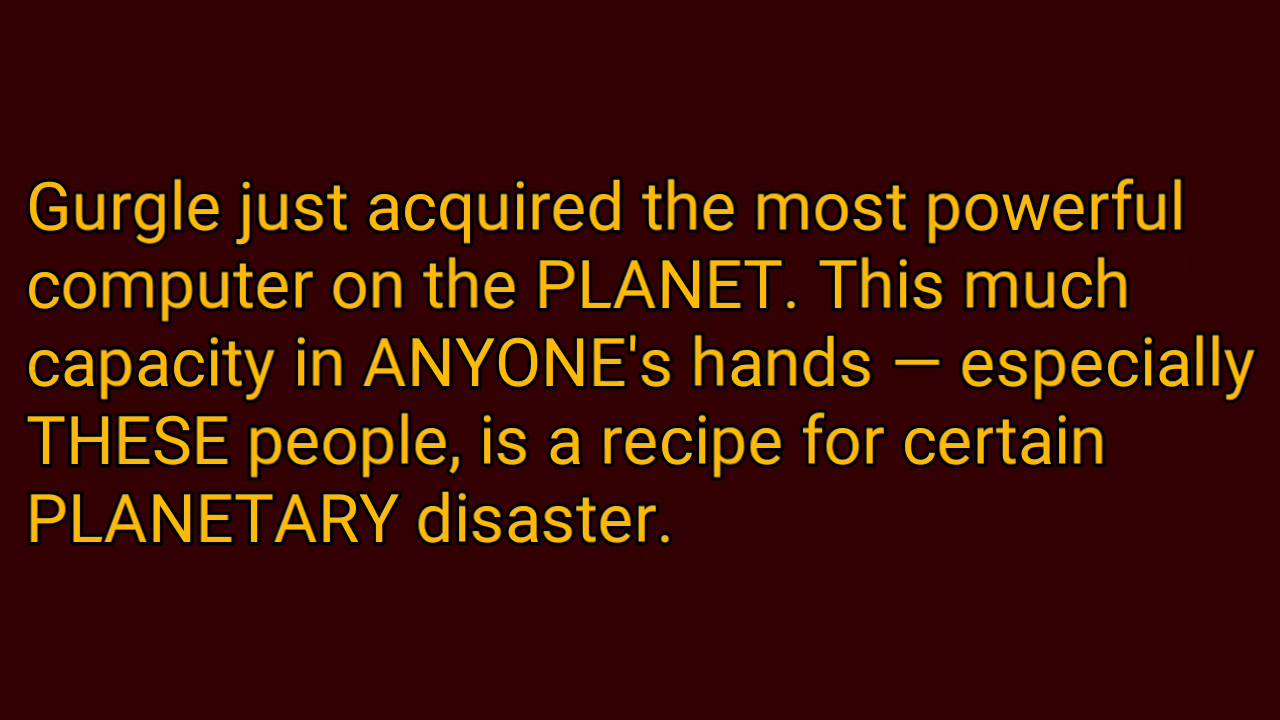 Gurgle just acquired the most powerful
computer on the PLANET. This much
capacity in ANYONE's hands — especially
THESE people, is a recipe for certain
PLANETARY disaster.